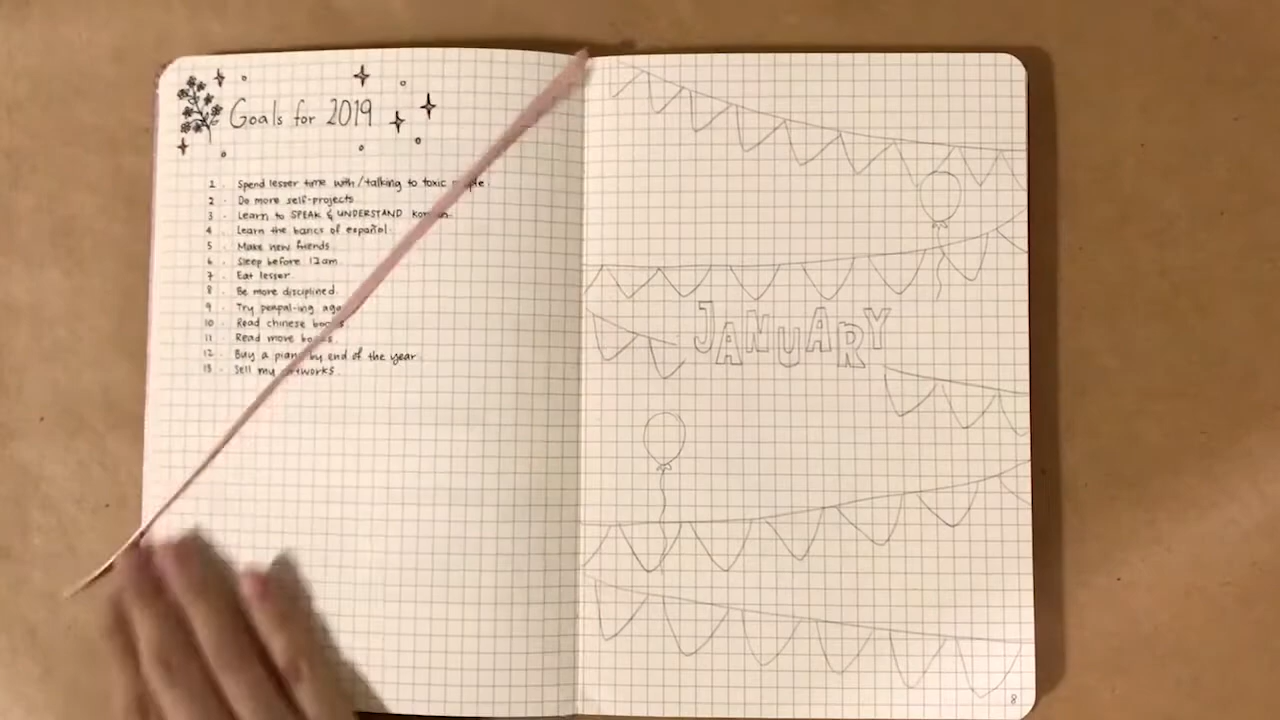 Goals for 2019
1. Spend lesser time with/talking to toxic
2. Do more self-projects
3. Learn to SPEAK & UNDERSTAND
4. Learn the basics of español.
5. Make new friends.
6. Sleep before 12am.
7. Eat lesser.
8. Be more disciplined.
9. Try penpal-ing
10. Read chinese
11. Read more
12. Buy a piano by end of the year.
13. Sell my
JANUARY
8